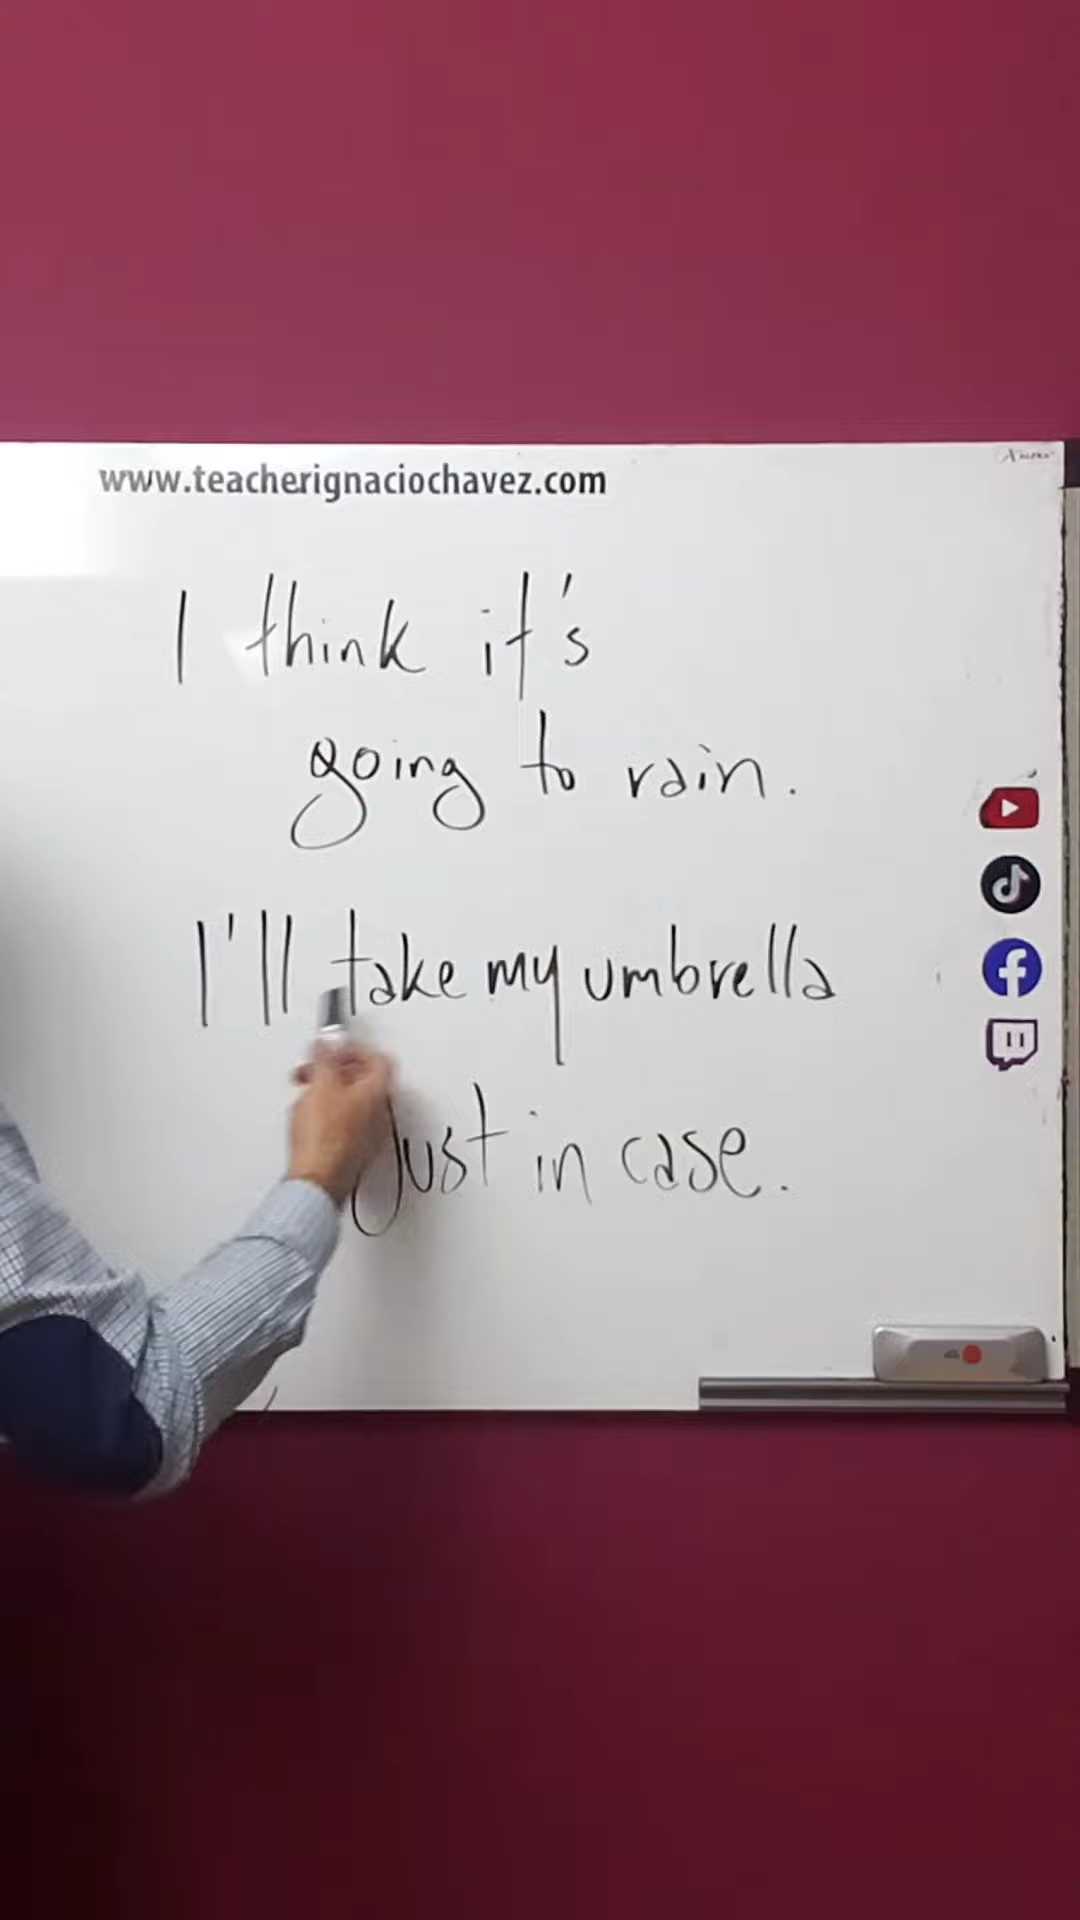 www.teacherignaciochavez.com
I think it's
going to rain.
I'll take my umbrella
Just in case.